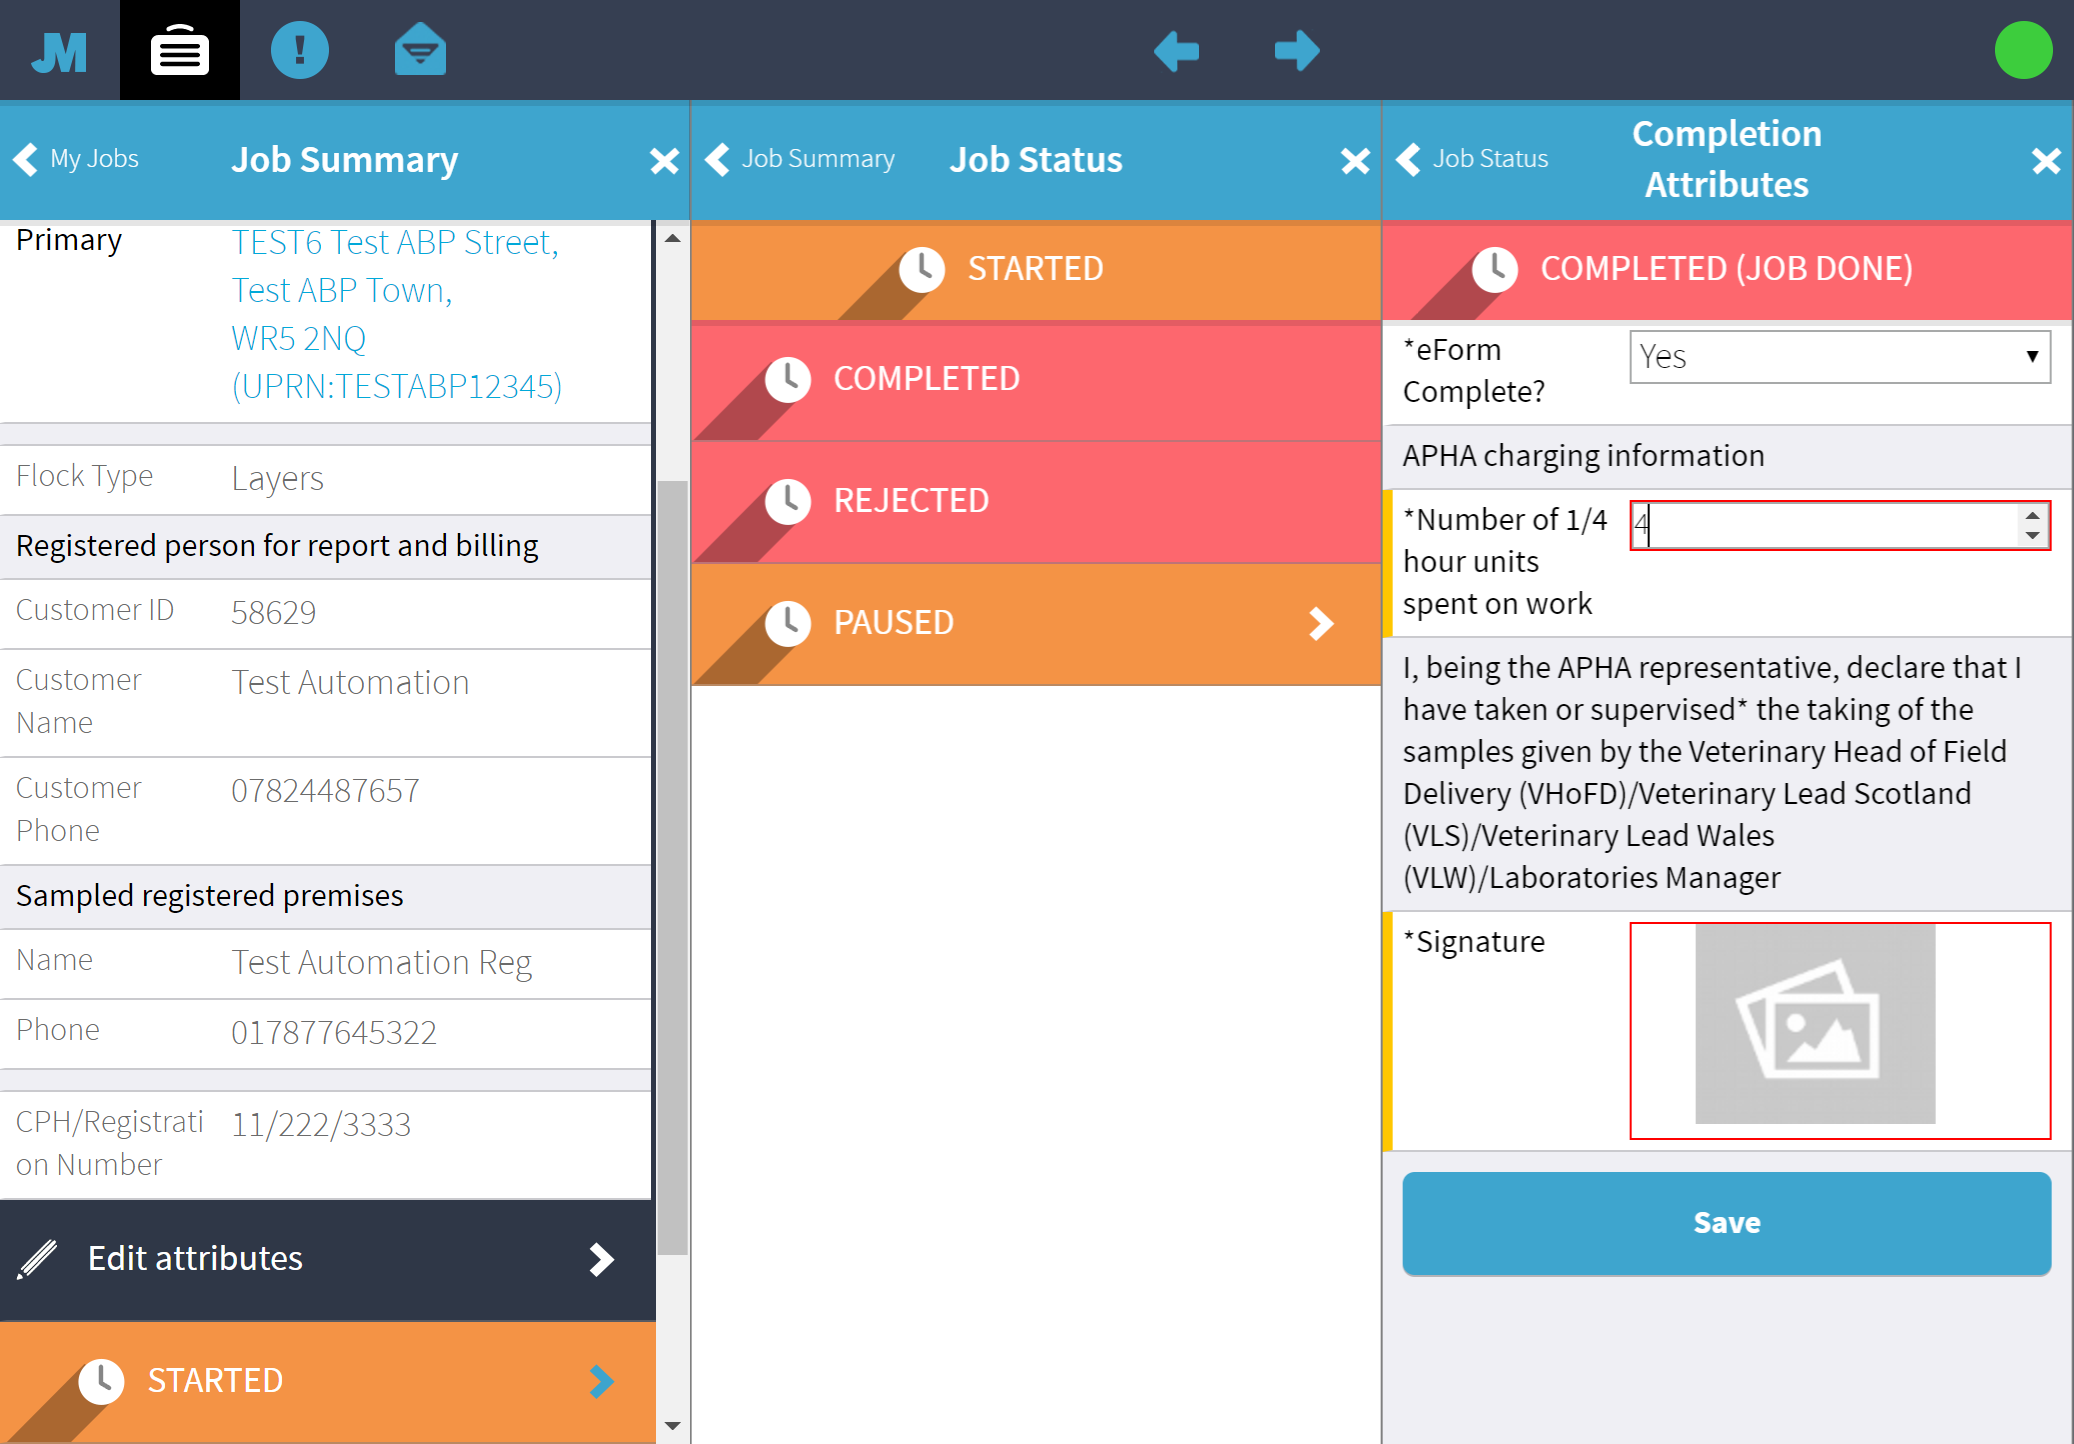 JM
My Jobs
Job Summary
Primary
TEST6 Test ABP Street,
Test ABP Town,
WR5 2NQ
(UPRN:TESTABP12345)
Flock Type
Layers
Registered person for report and billing
Customer ID
58629
Customer
Name
Test Automation
Customer
Phone
07824487657
Sampled registered premises
Name
Test Automation Reg
Phone
017877645322
CPH/Registrati
on Number
11/222/3333
Edit attributes
STARTED
Job Summary
Job Status
STARTED
COMPLETED
REJECTED
PAUSED
Job Status
Completion
Attributes
COMPLETED (JOB DONE)
*eForm
Complete?
Yes
APHA charging information
*Number of 1/4
hour units
spent on work
4
I, being the APHA representative, declare that I
have taken or supervised* the taking of the
samples given by the Veterinary Head of Field
Delivery (VHoFD)/Veterinary Lead Scotland
(VLS)/Veterinary Lead Wales
(VLW)/Laboratories Manager
*Signature
Save